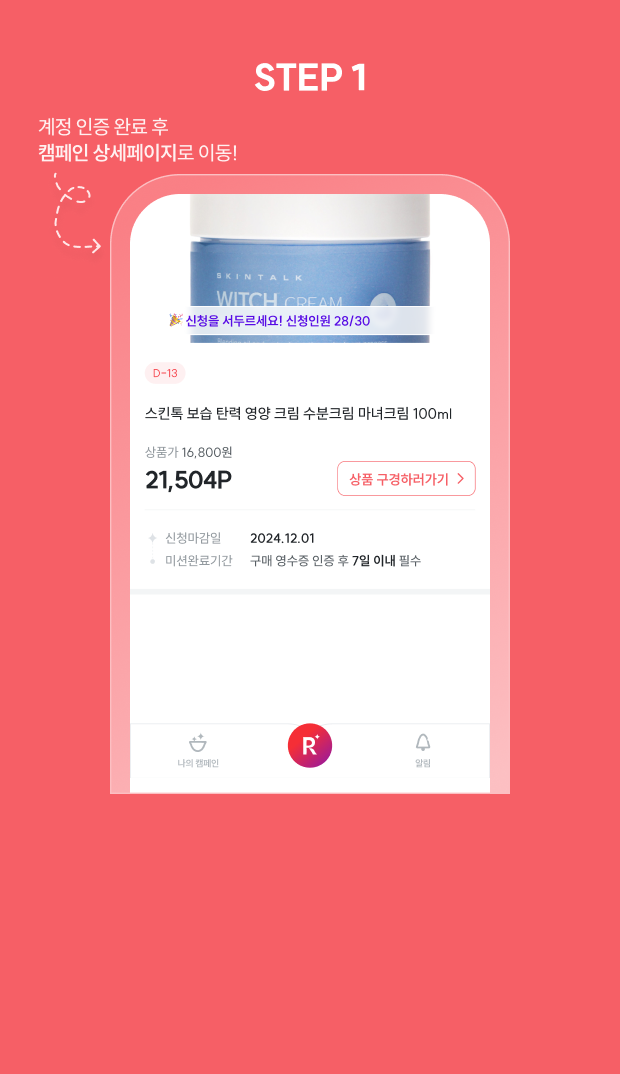 STEP 1
계정 인증 완료 후
캠페인 상세페이지로 이동!
SKINTALK
WITCH CREAM
🎉 신청을 서두르세요! 신청인원 28/30
D-13
스킨톡 보습 탄력 영양 크림 수분크림 마녀크림 100ml
상품가 16,800원
21,504P
상품 구경하러가기 >
신청마감일 2024.12.01
미션완료기간 구매 영수증 인증 후 7일 이내 필수
R
나의 캠페인
알림